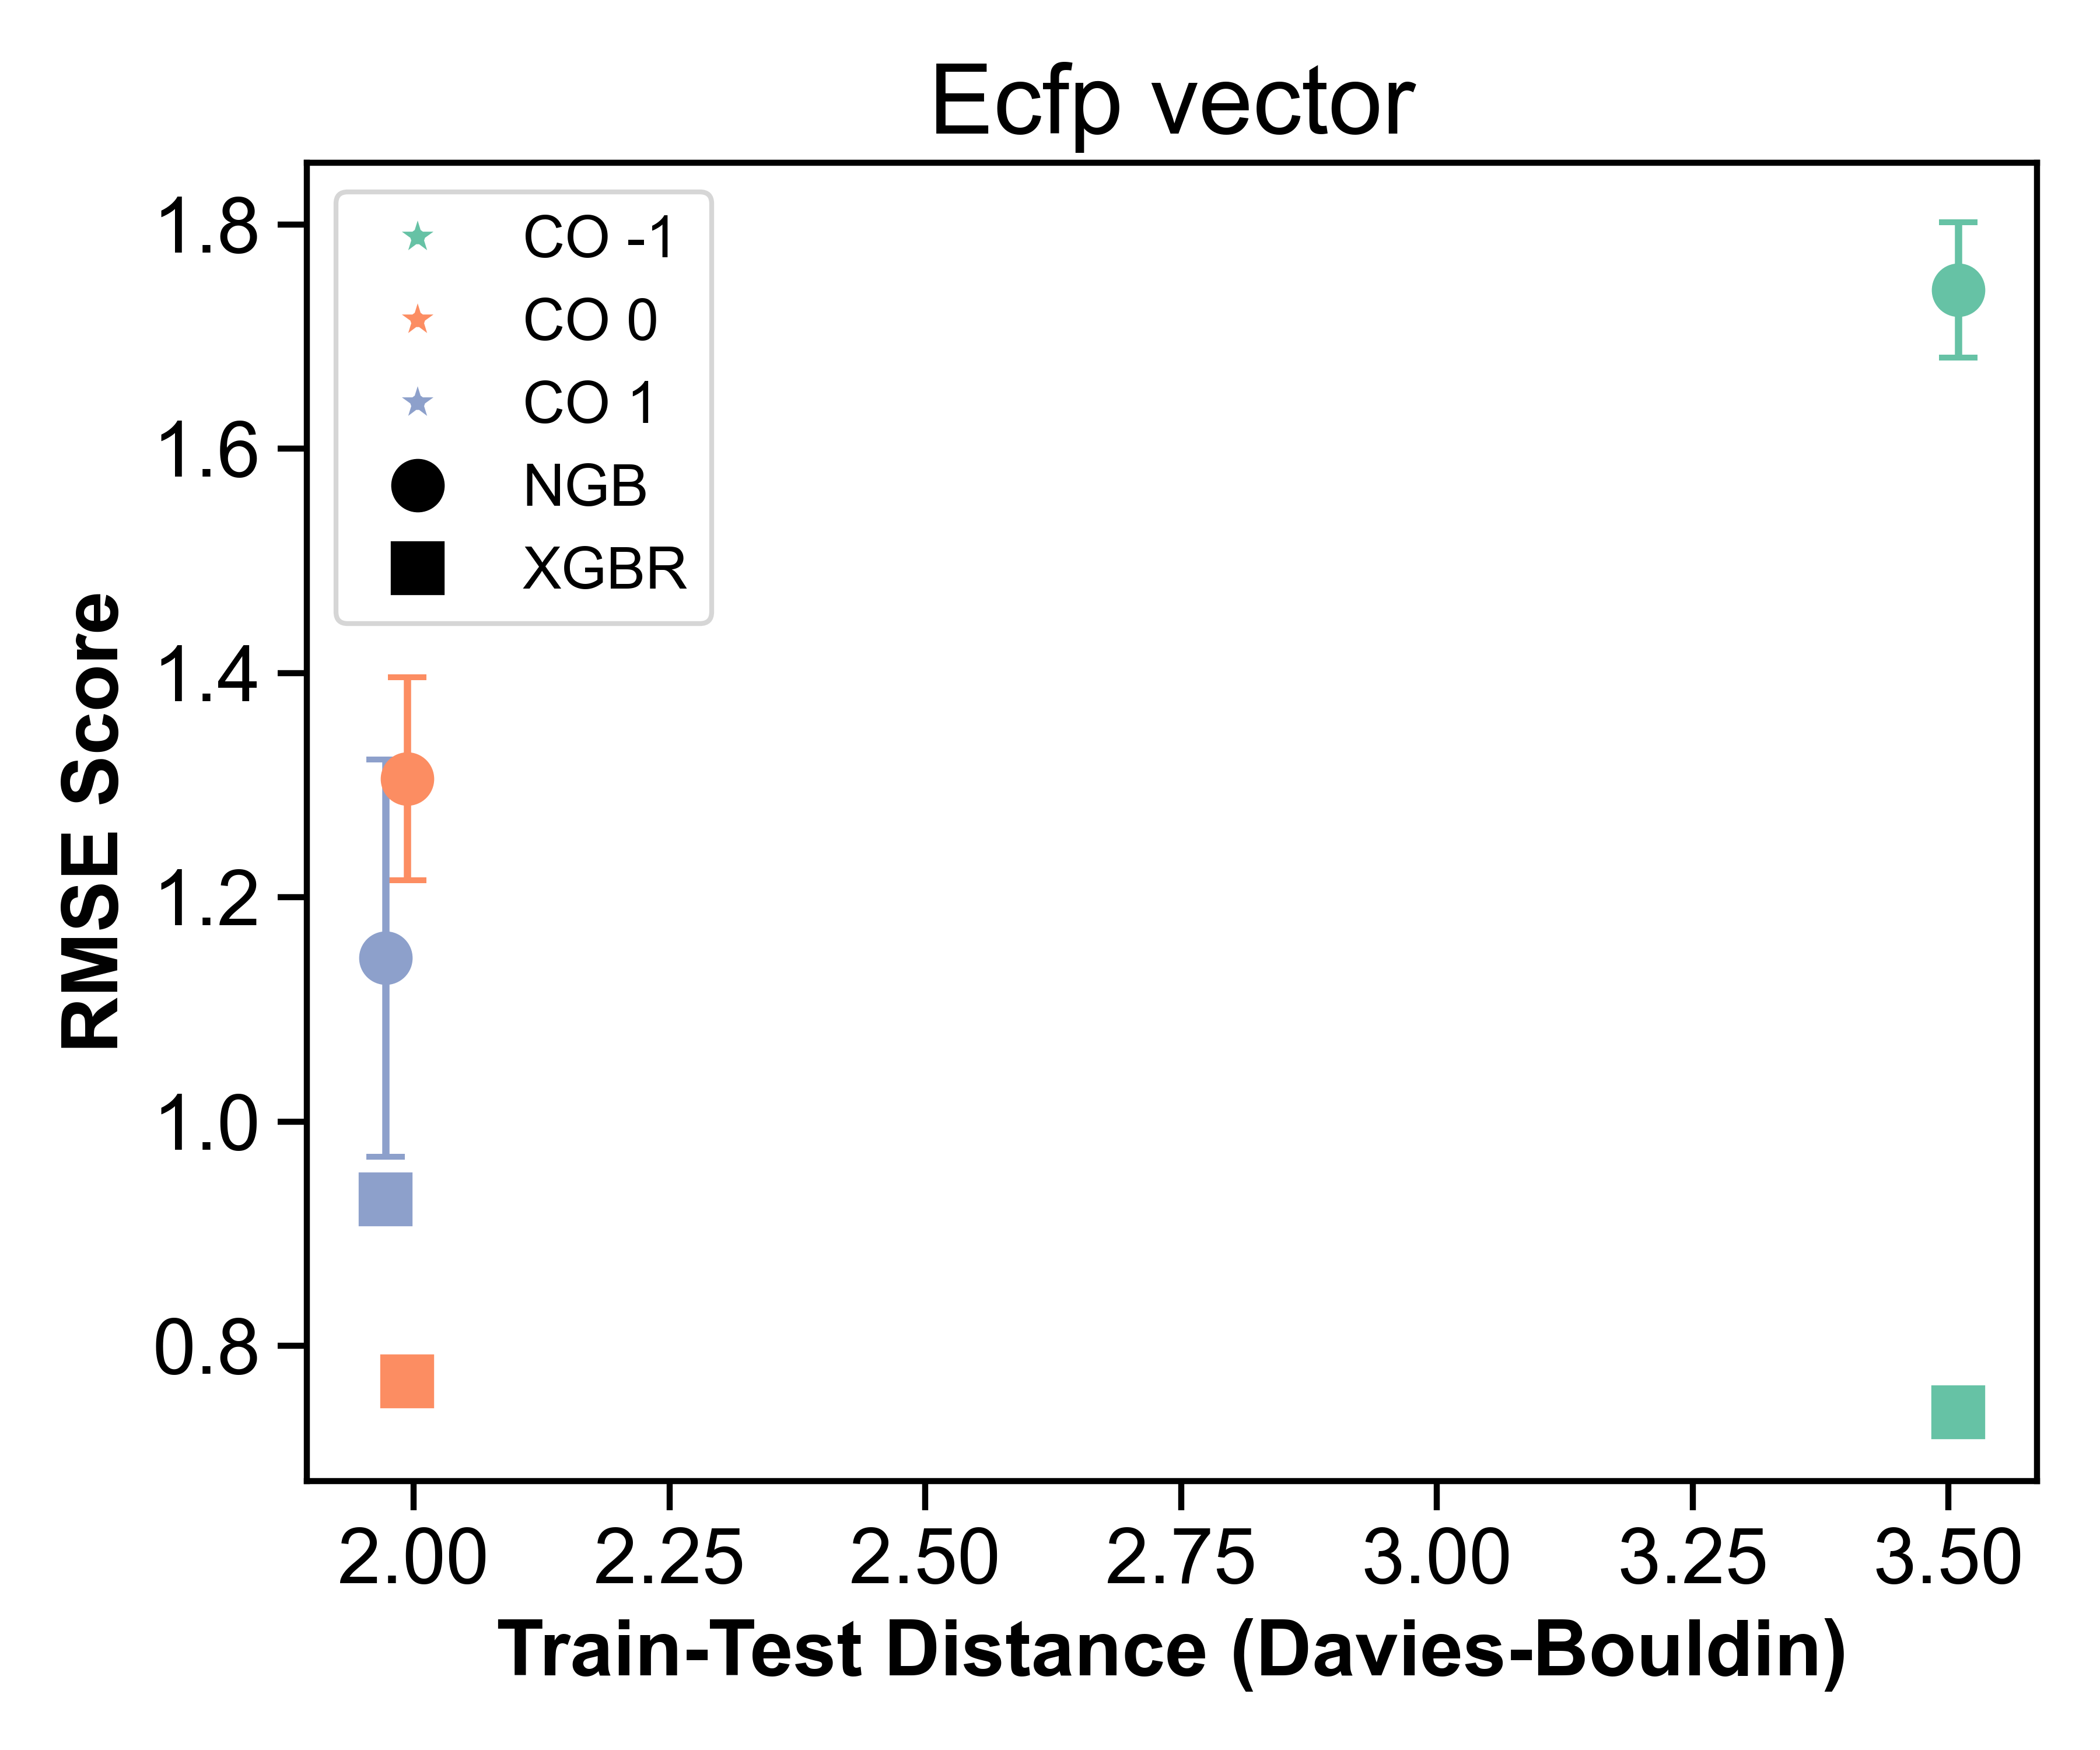 Ecfp vector
CO -1
CO 0
CO 1
NGB
XGBR
RMSE Score
1.8
1.6
1.4
1.2
1.0
0.8
2.00 2.25 2.50 2.75 3.00 3.25 3.50
Train-Test Distance (Davies-Bouldin)